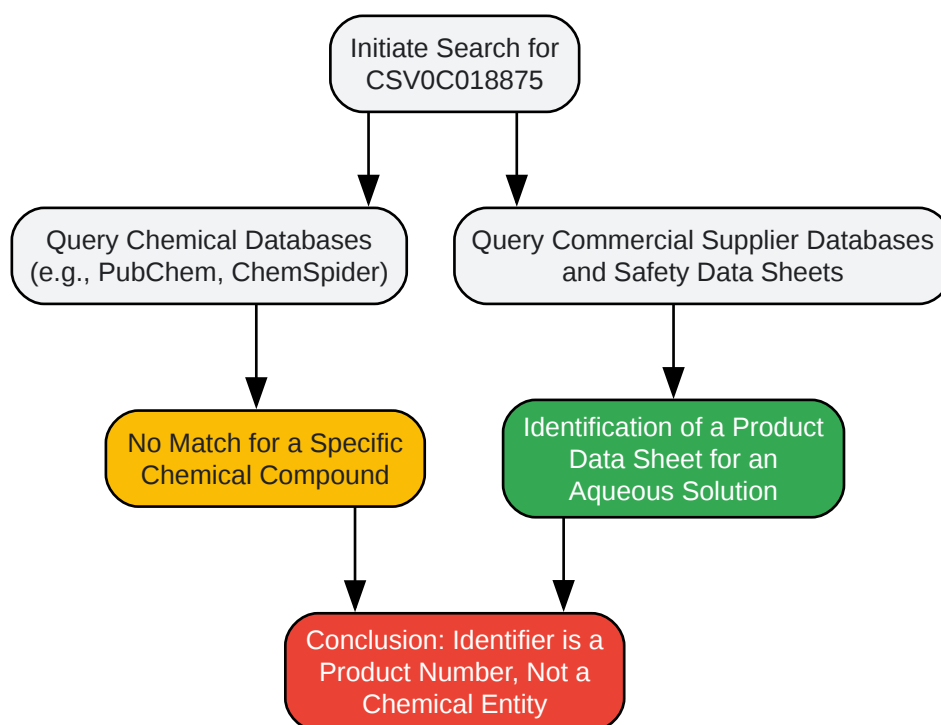 Initiate Search for
CSV0C018875
Query Chemical Databases
(e.g., PubChem, ChemSpider)
Query Commercial Supplier Databases
and Safety Data Sheets
No Match for a Specific
Chemical Compound
Identification of a Product
Data Sheet for an
Aqueous Solution
Conclusion: Identifier is a
Product Number, Not a
Chemical Entity